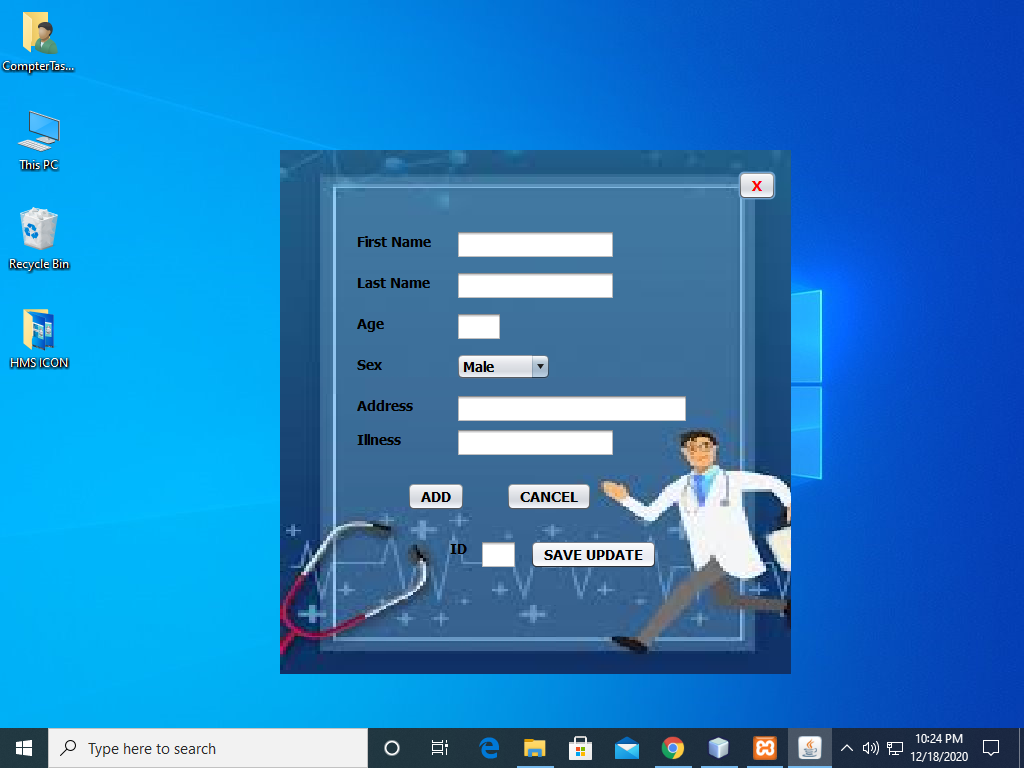 CompterTas...
This PC
Recycle Bin
HMS ICON
X
First Name
Last Name
Age
Sex
Male
Address
Illness
ADD
CANCEL
ID
SAVE UPDATE
Type here to search
10:24 PM
12/18/2020